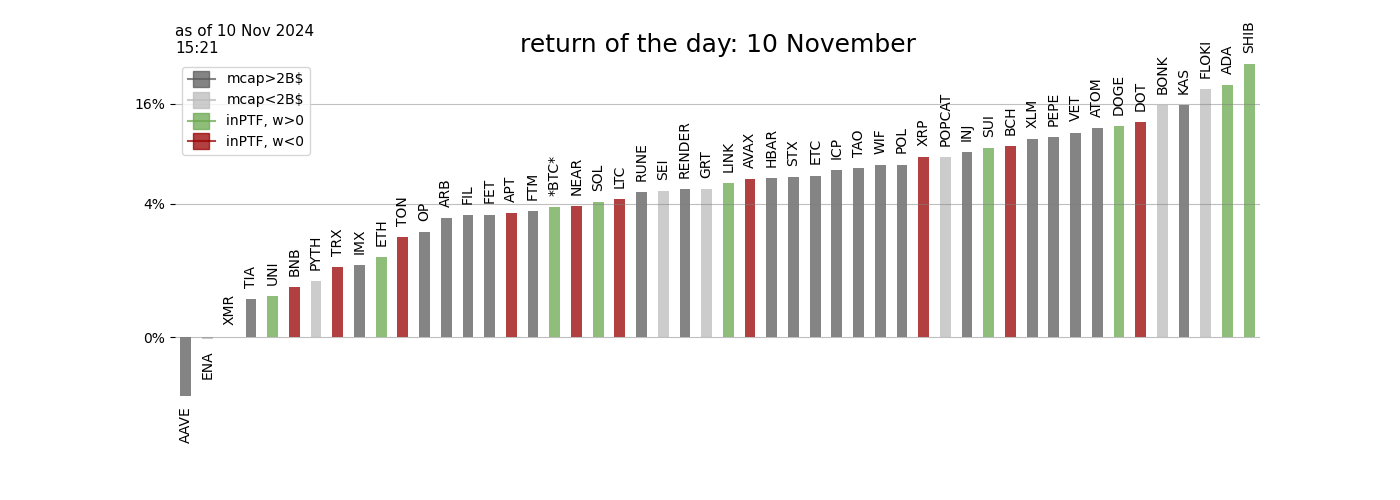 as of 10 Nov 2024
15:21
return of the day: 10 November
mcap>2B$
mcap<2B$
inPTF, w>0
inPTF, w<0
16%
4%
0%
AAVE
ENA
XMR
TIA
UNI
BNB
PYTH
TRX
IMX
ETH
TON
OP
ARB
FIL
FET
APT
FTM
*BTC*
NEAR
SOL
LTC
RUNE
SEI
RENDER
GRT
LINK
AVAX
HBAR
STX
ETC
ICP
TAO
WIF
POL
XRP
POPCAT
INJ
SUI
BCH
XLM
PEPE
VET
ATOM
DOGE
DOT
BONK
KAS
FLOKI
ADA
SHIB